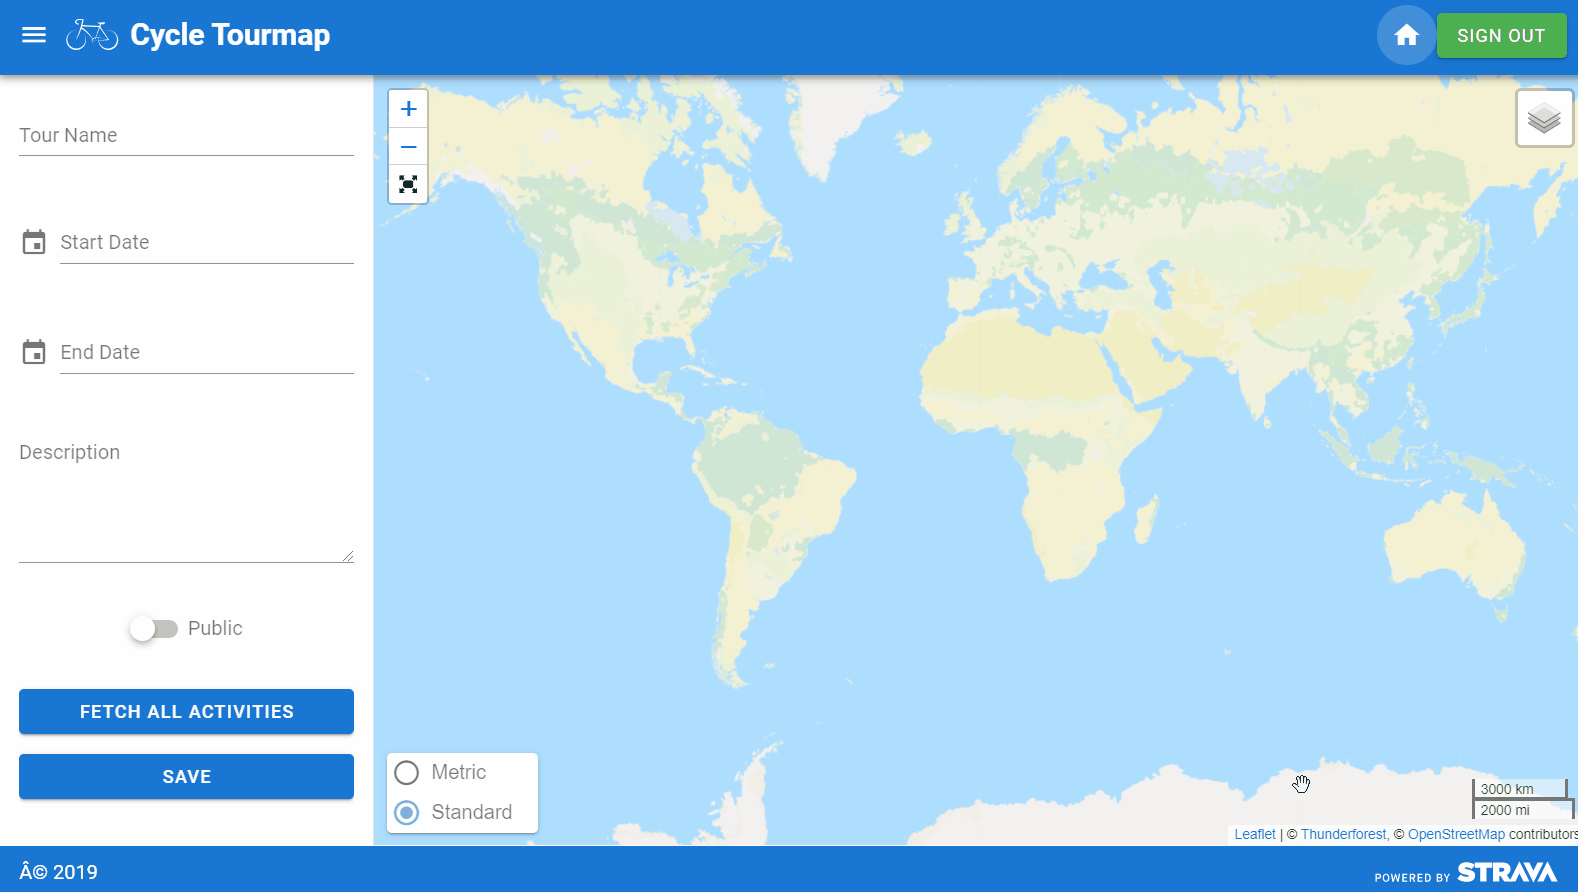 Cycle Tourmap
SIGN OUT
Tour Name
Start Date
End Date
Description
Public
FETCH ALL ACTIVITIES
SAVE
+
−
Metric
Standard
3000 km
2000 mi
Leaflet | © Thunderforest, © OpenStreetMap contributors
Â© 2019
POWERED BY STRAVA